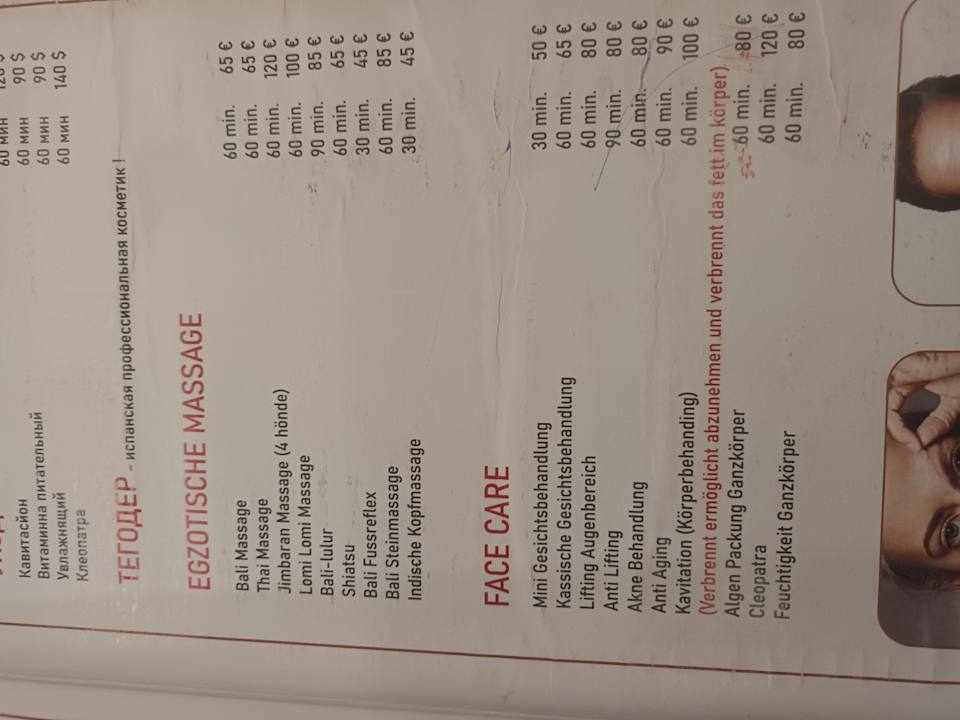 Кавитасйон 60 мин 120 $
Витаминна питательный 60 мин 90 $
Увлажнящий 60 мин 90 $
Клеопатра 60 мин 140 $
ТЕГОДЕР - испанская профессиональная косметик!
EGZOTISCHE MASSAGE
Bali Massage 60 min. 65 €
Thai Massage 60 min. 65 €
Jimbaran Massage (4 hönde) 60 min. 120 €
Lomi Lomi Massage 60 min. 100 €
Bali-lulur 90 min. 85 €
Shiatsu 60 min. 65 €
Bali Fussreflex 30 min. 45 €
Bali Steinmassage 60 min. 85 €
Indische Kopfmassage 30 min. 45 €
FACE CARE
Mini Gesichtsbehandlung 30 min. 50 €
Kassische Gesichtsbehandlung 60 min. 65 €
Lifting Augenbereich 60 min. 80 €
Anti Lifting 90 min. 80 €
Akne Behandlung 60 min. 80 €
Anti Aging 60 min. 90 €
Kavitation (Körperbehanding) 60 min. 100 €
(Verbrennt ermöglicht abzunehmen und verbrennt das fett im körper)
Algen Packung Ganzkörper 60 min. 80 €
Cleopatra 60 min. 120 €
Feuchtigkeit Ganzkörper 60 min. 80 €